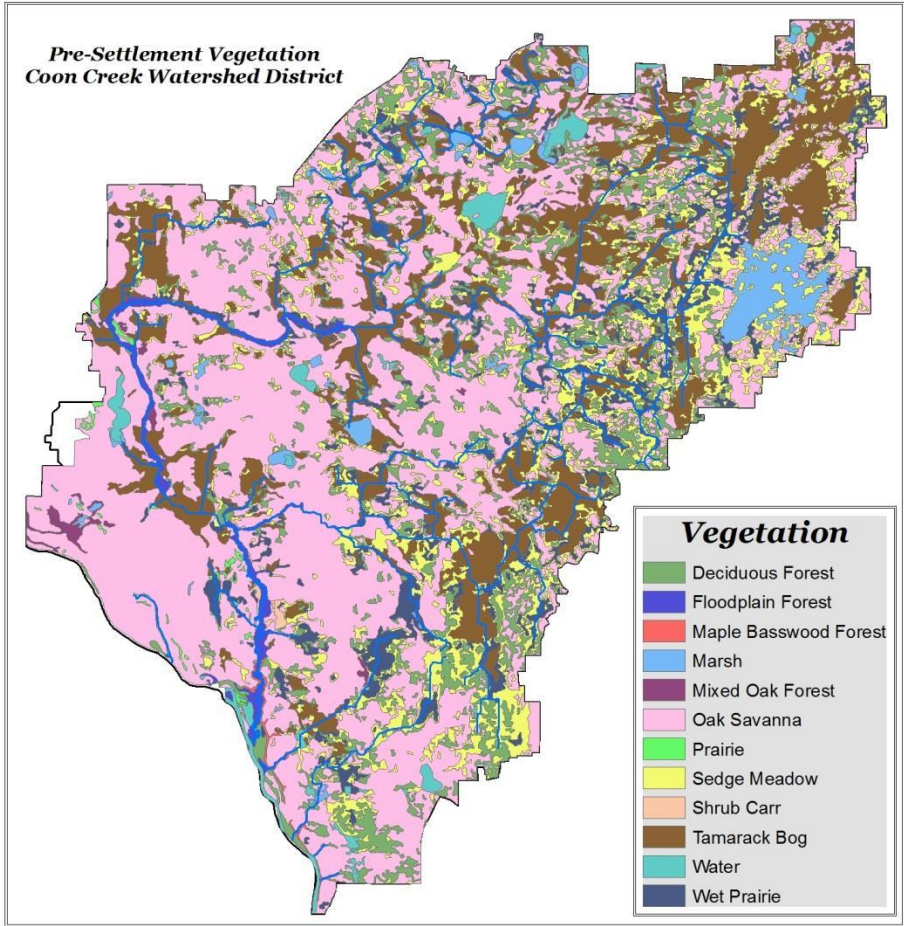 Pre-Settlement Vegetation
Coon Creek Watershed District
Vegetation
Deciduous Forest
Floodplain Forest
Maple Basswood Forest
Marsh
Mixed Oak Forest
Oak Savanna
Prairie
Sedge Meadow
Shrub Carr
Tamarack Bog
Water
Wet Prairie